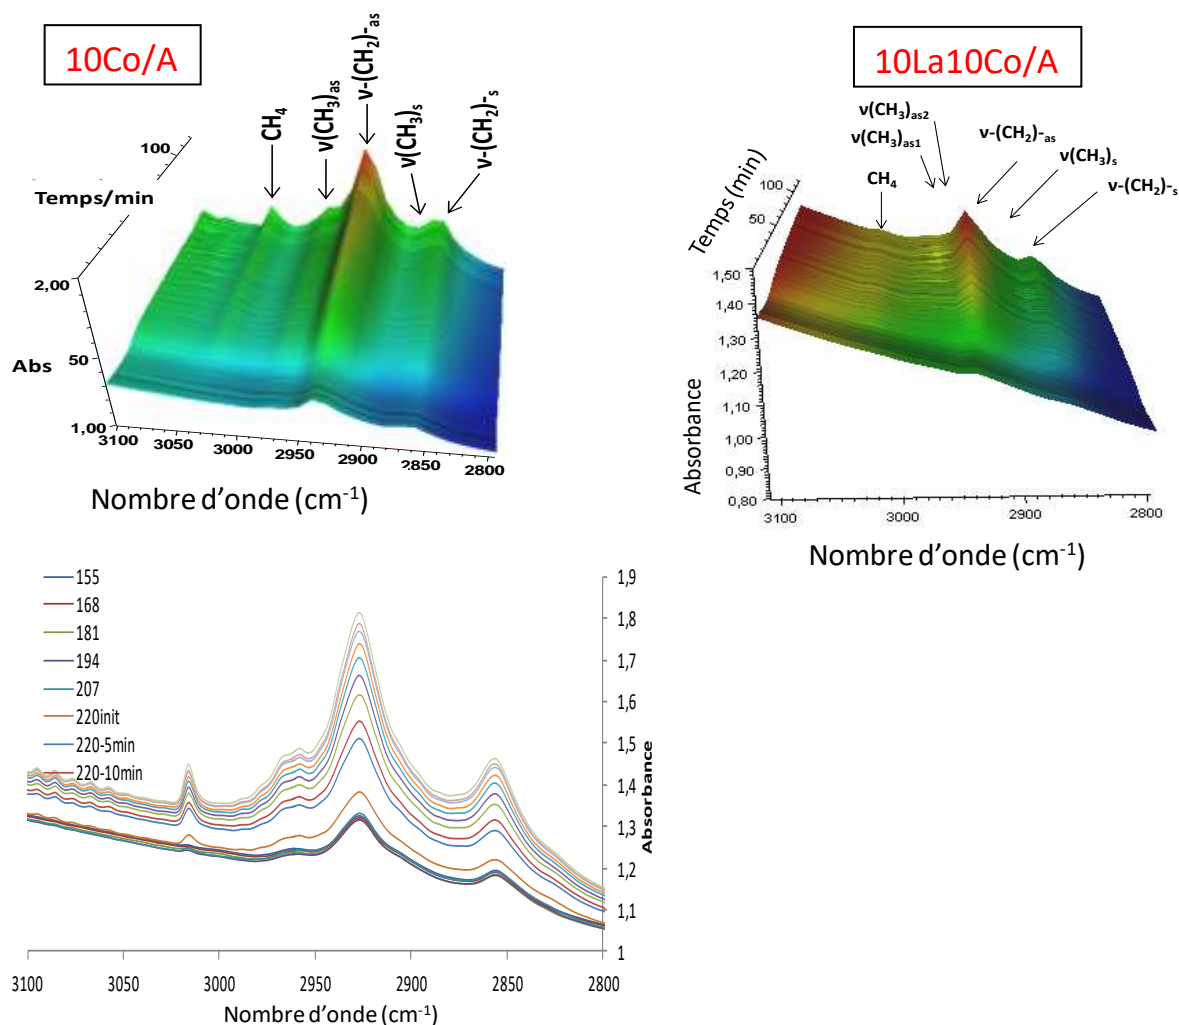 10Co/A
CH₄
ν(CH₃)ₐₛ
ν-(CH₂)-ₐₛ
ν(CH₃)ₛ
ν-(CH₂)-ₛ
100
Temps/min
2,00
50
Abs
1,00
3100
3050
3000
2950
2900
2850
2800
Nombre d'onde (cm⁻¹)
10La10Co/A
ν(CH₃)ₐₛ₂
ν(CH₃)ₐₛ₁
CH₄
ν-(CH₂)-ₐₛ
ν(CH₃)ₛ
ν-(CH₂)-ₛ
Temps (min)
100
50
1,50
1,40
1,30
1,20
1,10
1,00
0,90
0,80
Absorbance
3100
3000
2900
2800
Nombre d'onde (cm⁻¹)
155
168
181
194
207
220init
220-5min
220-10min
1,9
1,8
1,7
1,6
1,5
1,4
1,3
1,2
1,1
1
Absorbance
3100
3050
3000
2950
2900
2850
2800
Nombre d'onde (cm⁻¹)